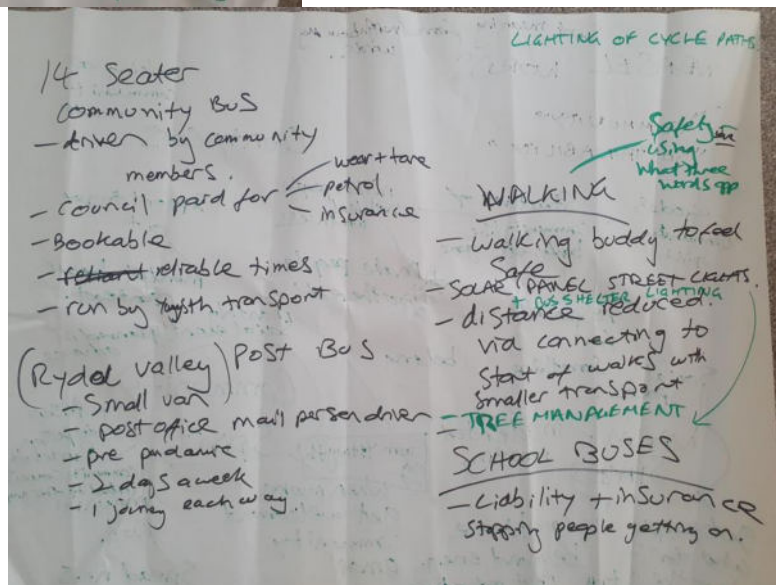 LIGHTING OF CYCLE PATHS
14 Seater
Community Bus
- driven by community
members.
- Council paid for
wear + tare
- petrol
- insurance
- Bookable
- reliable times
- run by transport
(Rydal Valley) Post Bus
- Small van
- post office mail person driver
- pre pandamic
- 2 days a week
- 1 jorney each way
Safety
using
what three
words app
WALKING
- walking buddy to feel
Safe
- SOLAR PANEL STREET LIGHTS.
+ BUS SHELTER LIGHTING
- distance reduced.
via connecting to
start of walks with
smaller transport
- TREE MANAGEMENT
SCHOOL BUSES
- Liability + insurance
stopping people getting on.